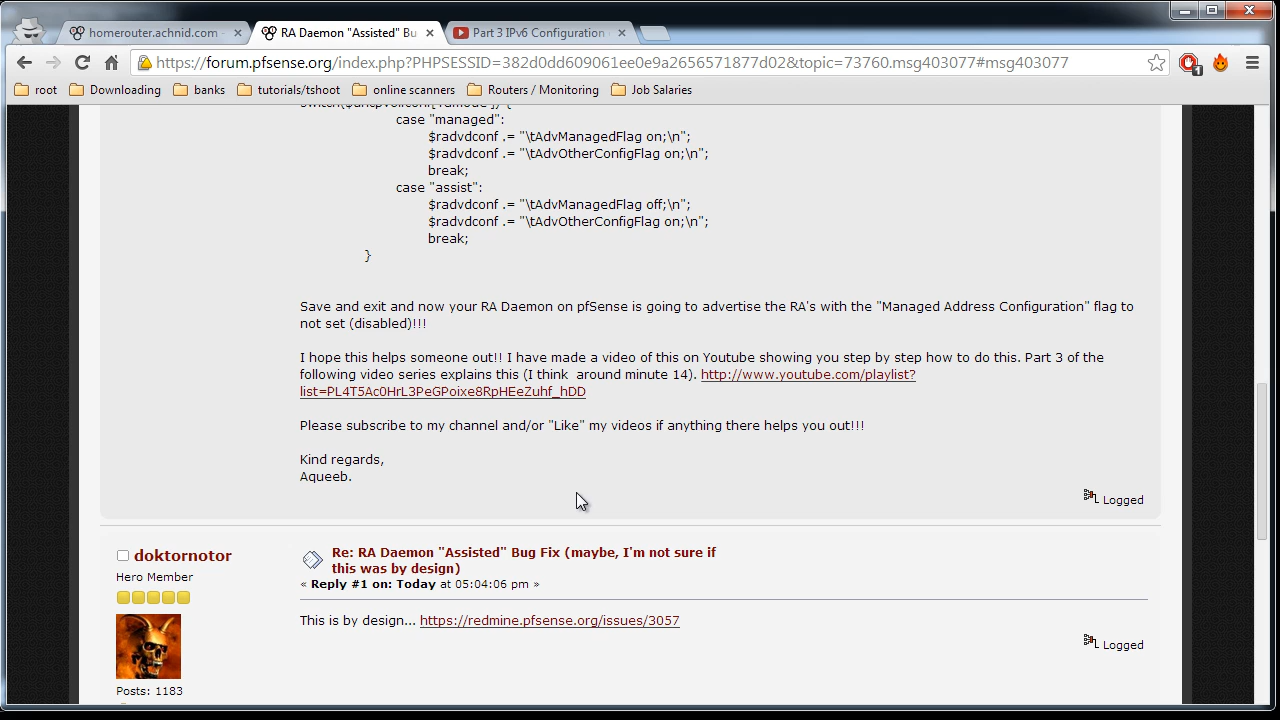 homerouter.achnid.com -
RA Daemon "Assisted" Bu
Part 3 IPv6 Configuration
https://forum.pfsense.org/index.php?PHPSESSID=382d0dd609061ee0e9a2656571877d02&topic=73760.msg403077#msg403077
1
root
Downloading
banks
tutorials/tshoot
online scanners
Routers / Monitoring
Job Salaries
case "managed":
$radvdconf .= "\tAdvManagedFlag on;\n";
$radvdconf .= "\tAdvOtherConfigFlag on;\n";
break;
case "assist":
$radvdconf .= "\tAdvManagedFlag off;\n";
$radvdconf .= "\tAdvOtherConfigFlag on;\n";
break;
}
Save and exit and now your RA Daemon on pfSense is going to advertise the RA's with the "Managed Address Configuration" flag to
not set (disabled)!!!
I hope this helps someone out!! I have made a video of this on Youtube showing you step by step how to do this. Part 3 of the
following video series explains this (I think  around minute 14). http://www.youtube.com/playlist?
list=PL4T5Ac0HrL3PeGPoixe8RpHEeZuhf_hDD
Please subscribe to my channel and/or "Like" my videos if anything there helps you out!!!
Kind regards,
Aqueeb.
Logged
doktornotor
Hero Member
Posts: 1183
Re: RA Daemon "Assisted" Bug Fix (maybe, I'm not sure if
this was by design)
« Reply #1 on: Today at 05:04:06 pm »
This is by design... https://redmine.pfsense.org/issues/3057
Logged